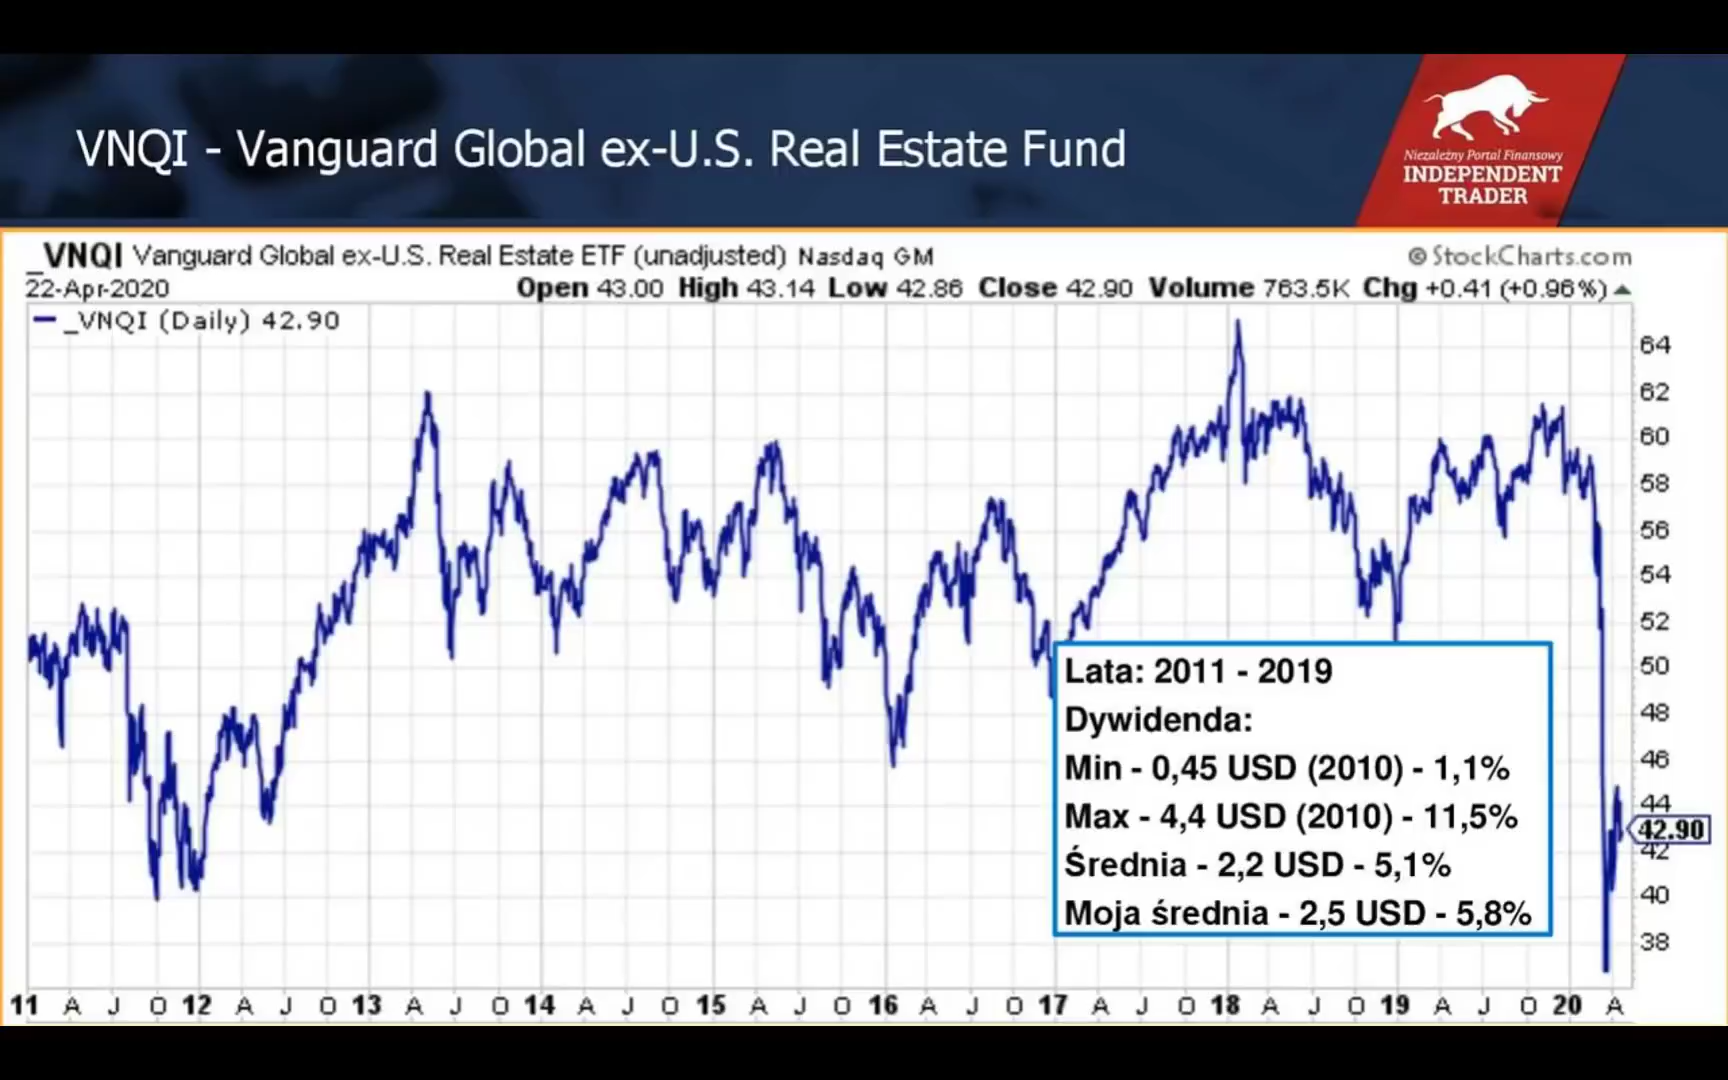 VNQI - Vanguard Global ex-U.S. Real Estate Fund
Niezależny Portal Finansowy
INDEPENDENT
TRADER
_VNQI Vanguard Global ex-U.S. Real Estate ETF (unadjusted) Nasdaq GM
© StockCharts.com
22-Apr-2020
Open 43.00 High 43.14 Low 42.86 Close 42.90 Volume 763.5K Chg +0.41 (+0.96%)
_VNQI (Daily) 42.90
64
62
60
58
56
54
52
50
48
46
44
42.90
42
40
38
Lata: 2011 - 2019
Dywidenda:
Min - 0,45 USD (2010) - 1,1%
Max - 4,4 USD (2010) - 11,5%
Średnia - 2,2 USD - 5,1%
Moja średnia - 2,5 USD - 5,8%
11 A J O 12 A J O 13 A J O 14 A J O 15 A J O 16 A J O 17 A J O 18 A J O 19 A J O 20 A